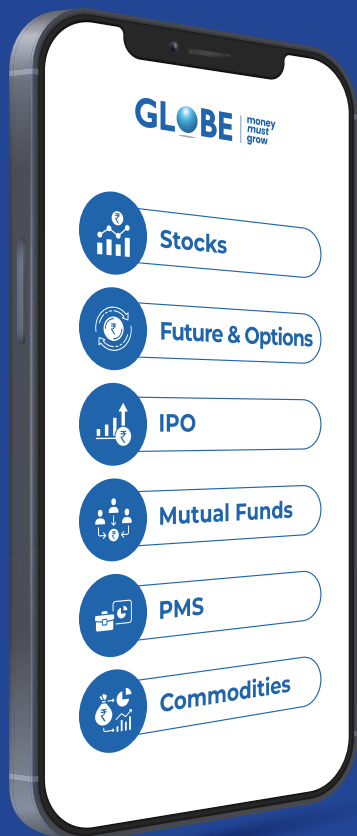 GLOBE
money
must
grow
₹
Stocks
₹
Future & Options
₹
IPO
₹
Mutual Funds
PMS
₹
Commodities